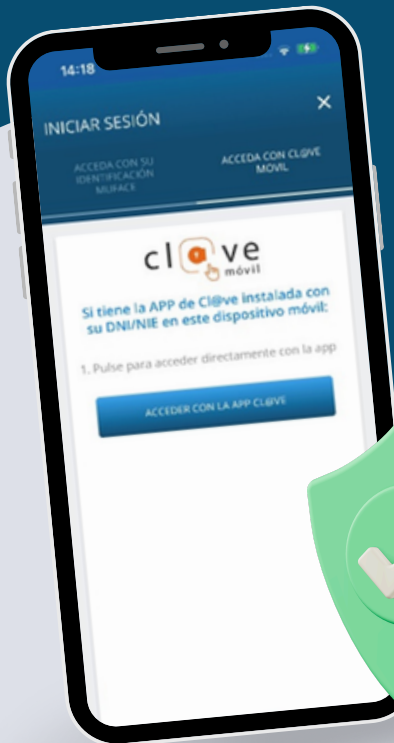 14:18
INICIAR SESIÓN
×
ACCEDA CON SU
IDENTIFICACIÓN
MUFACE
ACCEDA CON CL@VE
MOVIL
cl@ve
móvil
Si tiene la APP de Cl@ve instalada con
su DNI/NIE en este dispositivo móvil:
1. Pulse para acceder directamente con la app
ACCEDER CON LA APP CL@VE